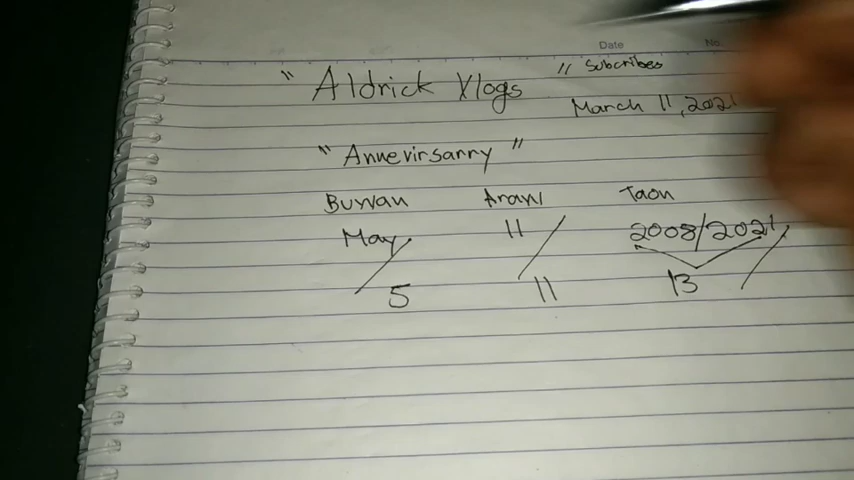 Date No.
" Aldrick Vlogs " Subcribes
March 11, 2021
" Annevirsarry "
Buwan Araw Taon
May 11 2008/2021
5 11 13